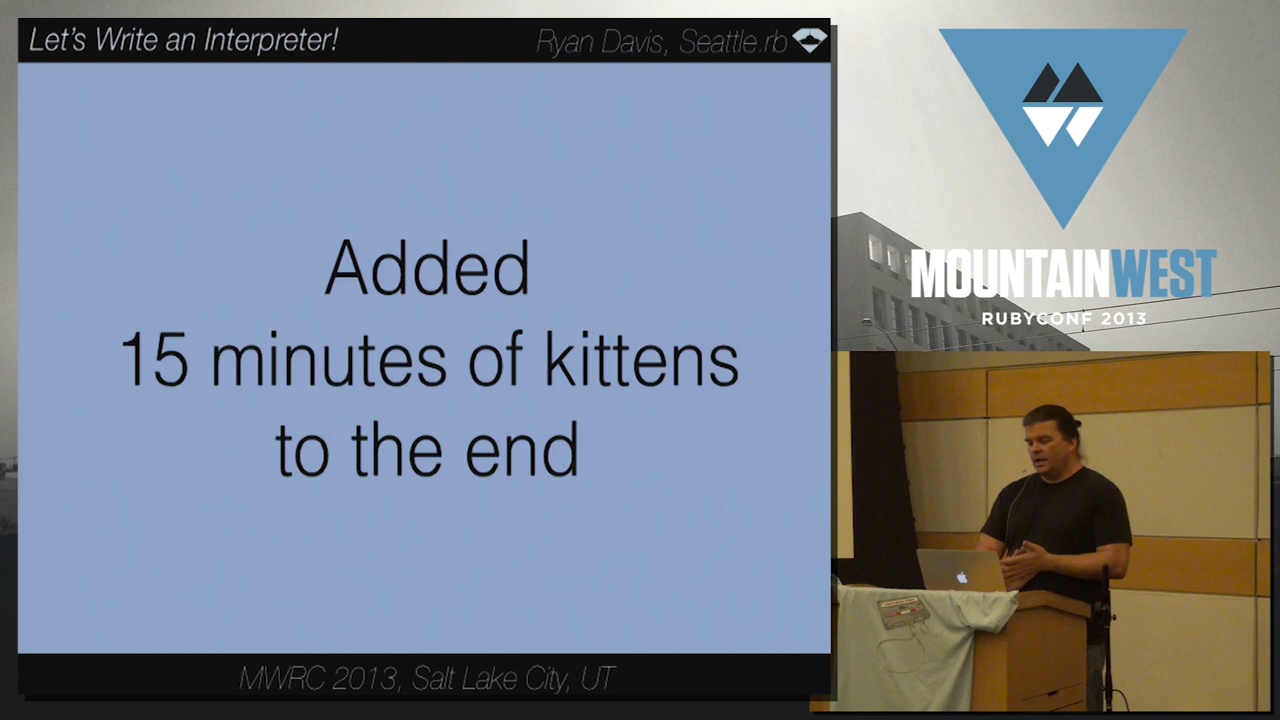 Let's Write an Interpreter!
Ryan Davis, Seattle.rb
Added
15 minutes of kittens
to the end
MWRC 2013, Salt Lake City, UT
MOUNTAINWEST
RUBYCONF 2013